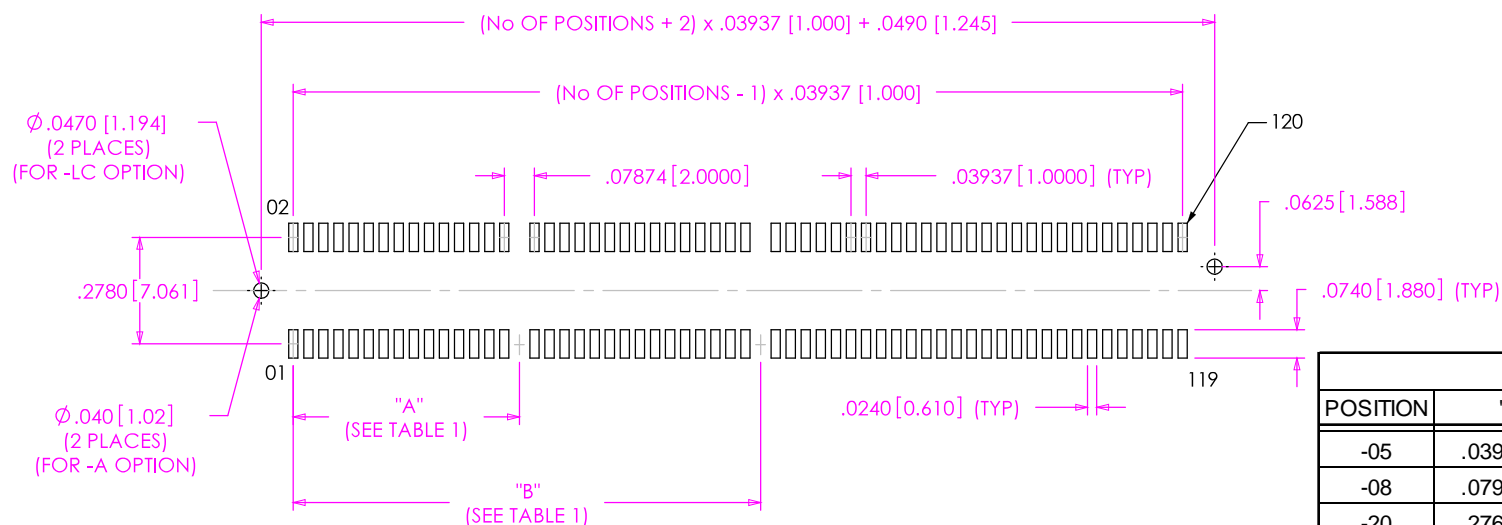 (No OF POSITIONS + 2) x .03937 [1.000] + .0490 [1.245]
(No OF POSITIONS - 1) x .03937 [1.000]
Ø.0470 [1.194]
(2 PLACES)
(FOR -LC OPTION)
120
.07874 [2.0000]
.03937 [1.0000] (TYP)
.0625 [1.588]
02
.2780 [7.061]
.0740 [1.880] (TYP)
01
119
"A"
(SEE TABLE 1)
.0240 [0.610] (TYP)
Ø.040 [1.02]
(2 PLACES)
(FOR -A OPTION)
"B"
(SEE TABLE 1)
POSITION
-05 .039
-08 .079
-20 .276